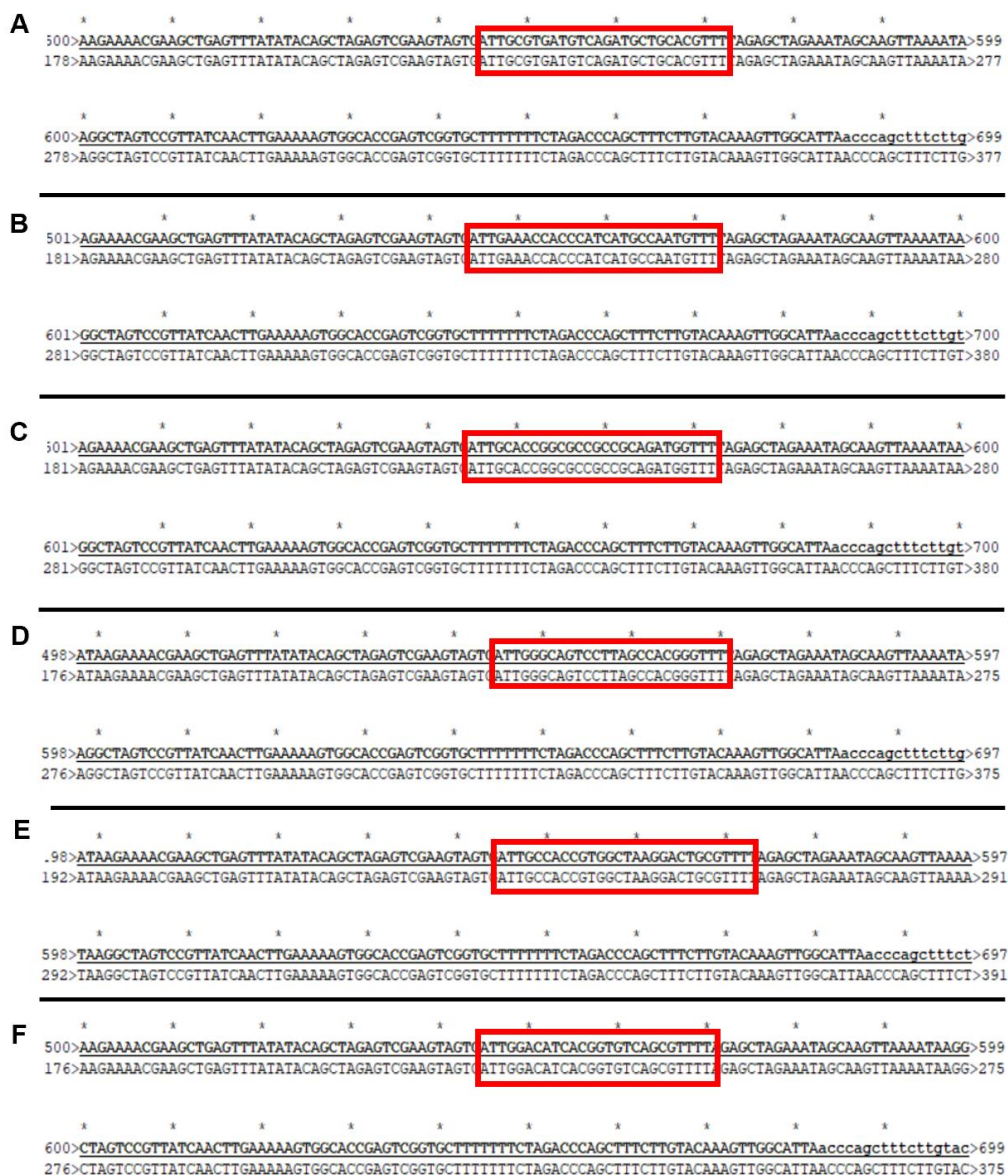 A
* * * * * * * * * *
500>AAGAAAACGAAGCTGAGTTTATATACAGCTAGAGTCGAAGTAGTGATTGCGTGATGTCAGATGCTGCACGTTTTAGAGCTAGAAATAGCAAGTTAAAATA>599
178>AAGAAAACGAAGCTGAGTTTATATACAGCTAGAGTCGAAGTAGTGATTGCGTGATGTCAGATGCTGCACGTTTTAGAGCTAGAAATAGCAAGTTAAAATA>277
* * * * * * * * * *
600>AGGCTAGTCCGTTATCAACTTGAAAAAGTGGCACCGAGTCGGTGCTTTTTTTCTAGACCCAGCTTTCTTGTACAAAGTTGGCATTAacccagctttcttg>699
278>AGGCTAGTCCGTTATCAACTTGAAAAAGTGGCACCGAGTCGGTGCTTTTTTTCTAGACCCAGCTTTCTTGTACAAAGTTGGCATTAACCCAGCTTTCTTG>377
B
* * * * * * * * * *
501>AGAAAACGAAGCTGAGTTTATATACAGCTAGAGTCGAAGTAGTGATTGAAACCACCCATCATGCCAATGTTTTAGAGCTAGAAATAGCAAGTTAAAATAA>600
181>AGAAAACGAAGCTGAGTTTATATACAGCTAGAGTCGAAGTAGTGATTGAAACCACCCATCATGCCAATGTTTTAGAGCTAGAAATAGCAAGTTAAAATAA>280
* * * * * * * * * *
601>GGCTAGTCCGTTATCAACTTGAAAAAGTGGCACCGAGTCGGTGCTTTTTTTCTAGACCCAGCTTTCTTGTACAAAGTTGGCATTAacccagctttcttgt>700
281>GGCTAGTCCGTTATCAACTTGAAAAAGTGGCACCGAGTCGGTGCTTTTTTTCTAGACCCAGCTTTCTTGTACAAAGTTGGCATTAACCCAGCTTTCTTGT>380
C
* * * * * * * * * *
501>AGAAAACGAAGCTGAGTTTATATACAGCTAGAGTCGAAGTAGTGATTGCACCGGCGCCGCCGCAGATGGTTTTAGAGCTAGAAATAGCAAGTTAAAATAA>600
181>AGAAAACGAAGCTGAGTTTATATACAGCTAGAGTCGAAGTAGTGATTGCACCGGCGCCGCCGCAGATGGTTTTAGAGCTAGAAATAGCAAGTTAAAATAA>280
* * * * * * * * * *
601>GGCTAGTCCGTTATCAACTTGAAAAAGTGGCACCGAGTCGGTGCTTTTTTTCTAGACCCAGCTTTCTTGTACAAAGTTGGCATTAacccagctttcttgt>700
281>GGCTAGTCCGTTATCAACTTGAAAAAGTGGCACCGAGTCGGTGCTTTTTTTCTAGACCCAGCTTTCTTGTACAAAGTTGGCATTAACCCAGCTTTCTTGT>380
D
* * * * * * * * * *
498>ATAAGAAAACGAAGCTGAGTTTATATACAGCTAGAGTCGAAGTAGTGATTGGGCAGTCCTTAGCCACGGGTTTTAGAGCTAGAAATAGCAAGTTAAAATA>597
176>ATAAGAAAACGAAGCTGAGTTTATATACAGCTAGAGTCGAAGTAGTGATTGGGCAGTCCTTAGCCACGGGTTTTAGAGCTAGAAATAGCAAGTTAAAATA>275
* * * * * * * * * *
598>AGGCTAGTCCGTTATCAACTTGAAAAAGTGGCACCGAGTCGGTGCTTTTTTTCTAGACCCAGCTTTCTTGTACAAAGTTGGCATTAacccagctttcttg>697
276>AGGCTAGTCCGTTATCAACTTGAAAAAGTGGCACCGAGTCGGTGCTTTTTTTCTAGACCCAGCTTTCTTGTACAAAGTTGGCATTAACCCAGCTTTCTTG>375
E
* * * * * * * * * *
498>ATAAGAAAACGAAGCTGAGTTTATATACAGCTAGAGTCGAAGTAGTGATTGCCACCGTGGCTAAGGACTGCGTTTTAGAGCTAGAAATAGCAAGTTAAAA>597
192>ATAAGAAAACGAAGCTGAGTTTATATACAGCTAGAGTCGAAGTAGTGATTGCCACCGTGGCTAAGGACTGCGTTTTAGAGCTAGAAATAGCAAGTTAAAA>291
* * * * * * * * * *
598>TAAGGCTAGTCCGTTATCAACTTGAAAAAGTGGCACCGAGTCGGTGCTTTTTTTCTAGACCCAGCTTTCTTGTACAAAGTTGGCATTAacccagctttct>697
292>TAAGGCTAGTCCGTTATCAACTTGAAAAAGTGGCACCGAGTCGGTGCTTTTTTTCTAGACCCAGCTTTCTTGTACAAAGTTGGCATTAACCCAGCTTTCT>391
F
* * * * * * * * * *
500>AAGAAAACGAAGCTGAGTTTATATACAGCTAGAGTCGAAGTAGTGATTGGACATCACGGTGTCAGCGTTTTAGAGCTAGAAATAGCAAGTTAAAATAAGG>599
176>AAGAAAACGAAGCTGAGTTTATATACAGCTAGAGTCGAAGTAGTGATTGGACATCACGGTGTCAGCGTTTTAGAGCTAGAAATAGCAAGTTAAAATAAGG>275
* * * * * * * * * *
600>CTAGTCCGTTATCAACTTGAAAAAGTGGCACCGAGTCGGTGCTTTTTTTCTAGACCCAGCTTTCTTGTACAAAGTTGGCATTAacccagctttcttgtac>699
276>CTAGTCCGTTATCAACTTGAAAAAGTGGCACCGAGTCGGTGCTTTTTTTCTAGACCCAGCTTTCTTGTACAAAGTTGGCATTAACCCAGCTTTCTTGTAC>375